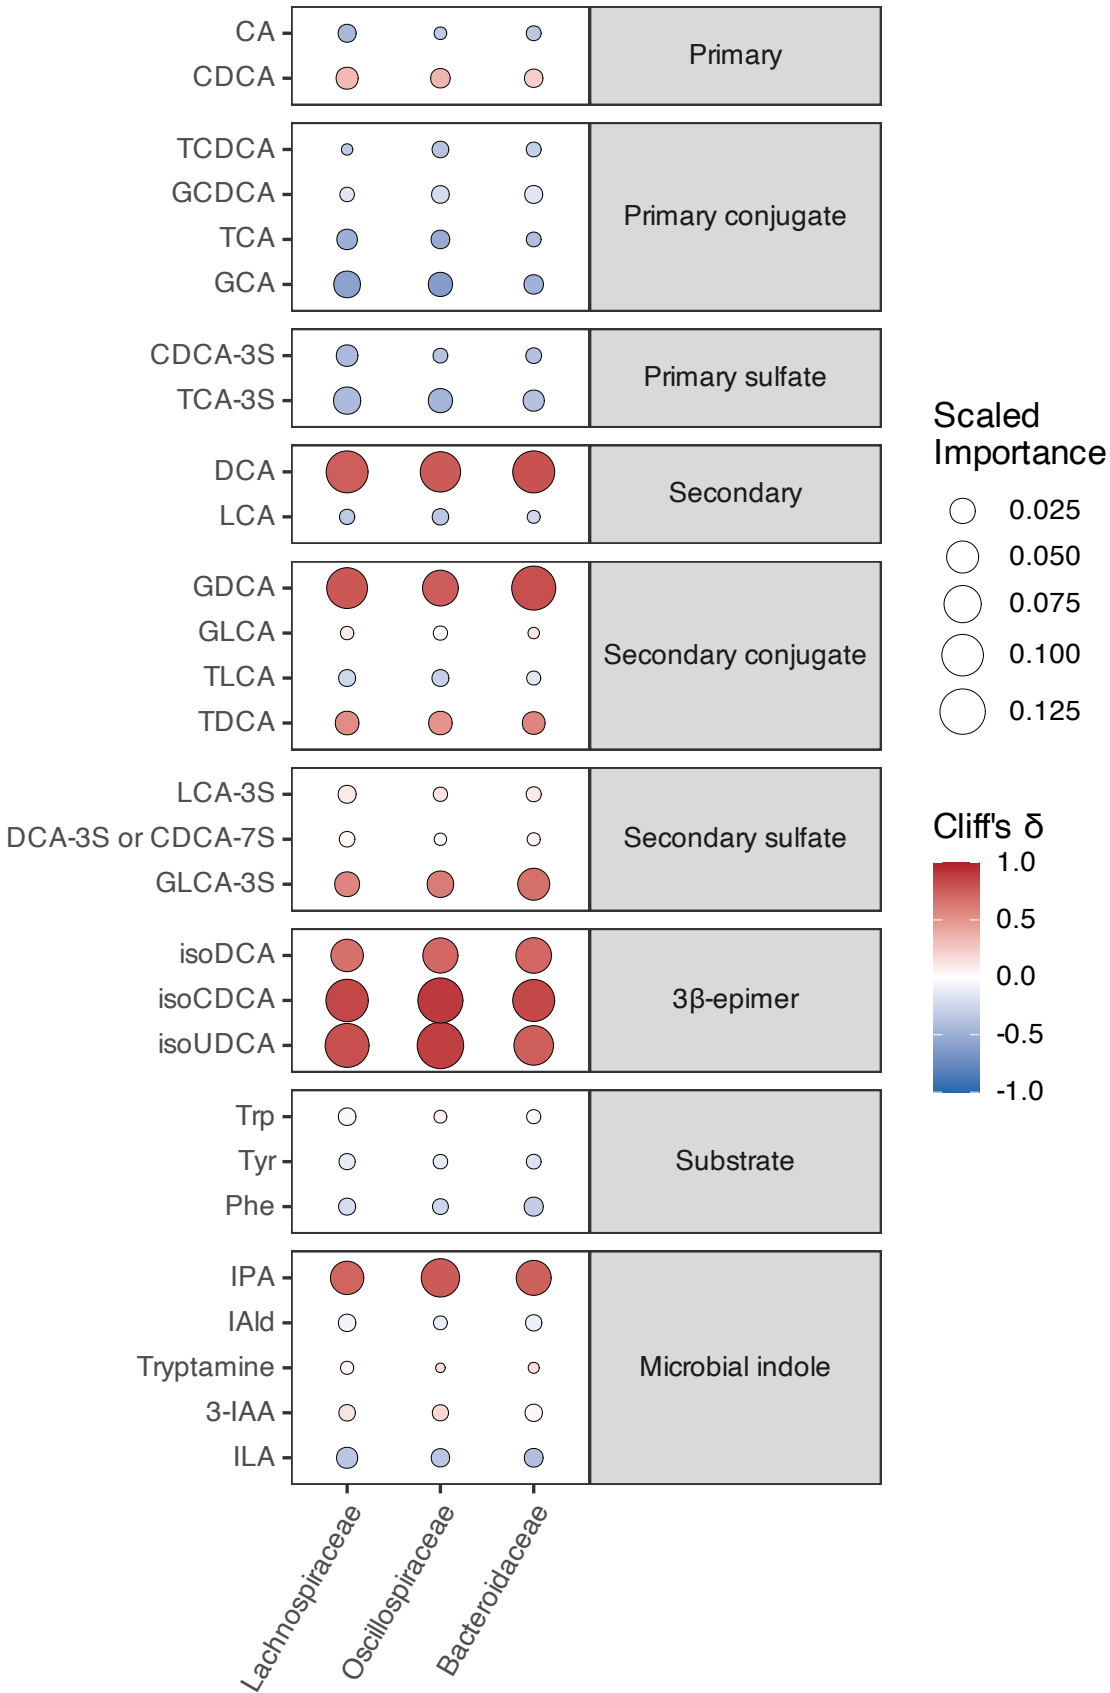 CA
CDCA
Primary
TCDCA
GCDCA
TCA
GCA
Primary conjugate
CDCA-3S
TCA-3S
Primary sulfate
DCA
LCA
Secondary
GDCA
GLCA
TLCA
TDCA
Secondary conjugate
LCA-3S
DCA-3S or CDCA-7S
GLCA-3S
Secondary sulfate
isoDCA
isoCDCA
isoUDCA
3β-epimer
Trp
Tyr
Phe
Substrate
IPA
IAld
Tryptamine
3-IAA
ILA
Microbial indole
Lachnospiraceae
Oscillospiraceae
Bacteroidaceae
Scaled
Importance
0.025
0.050
0.075
0.100
0.125
Cliff's δ
1.0
0.5
0.0
-0.5
-1.0